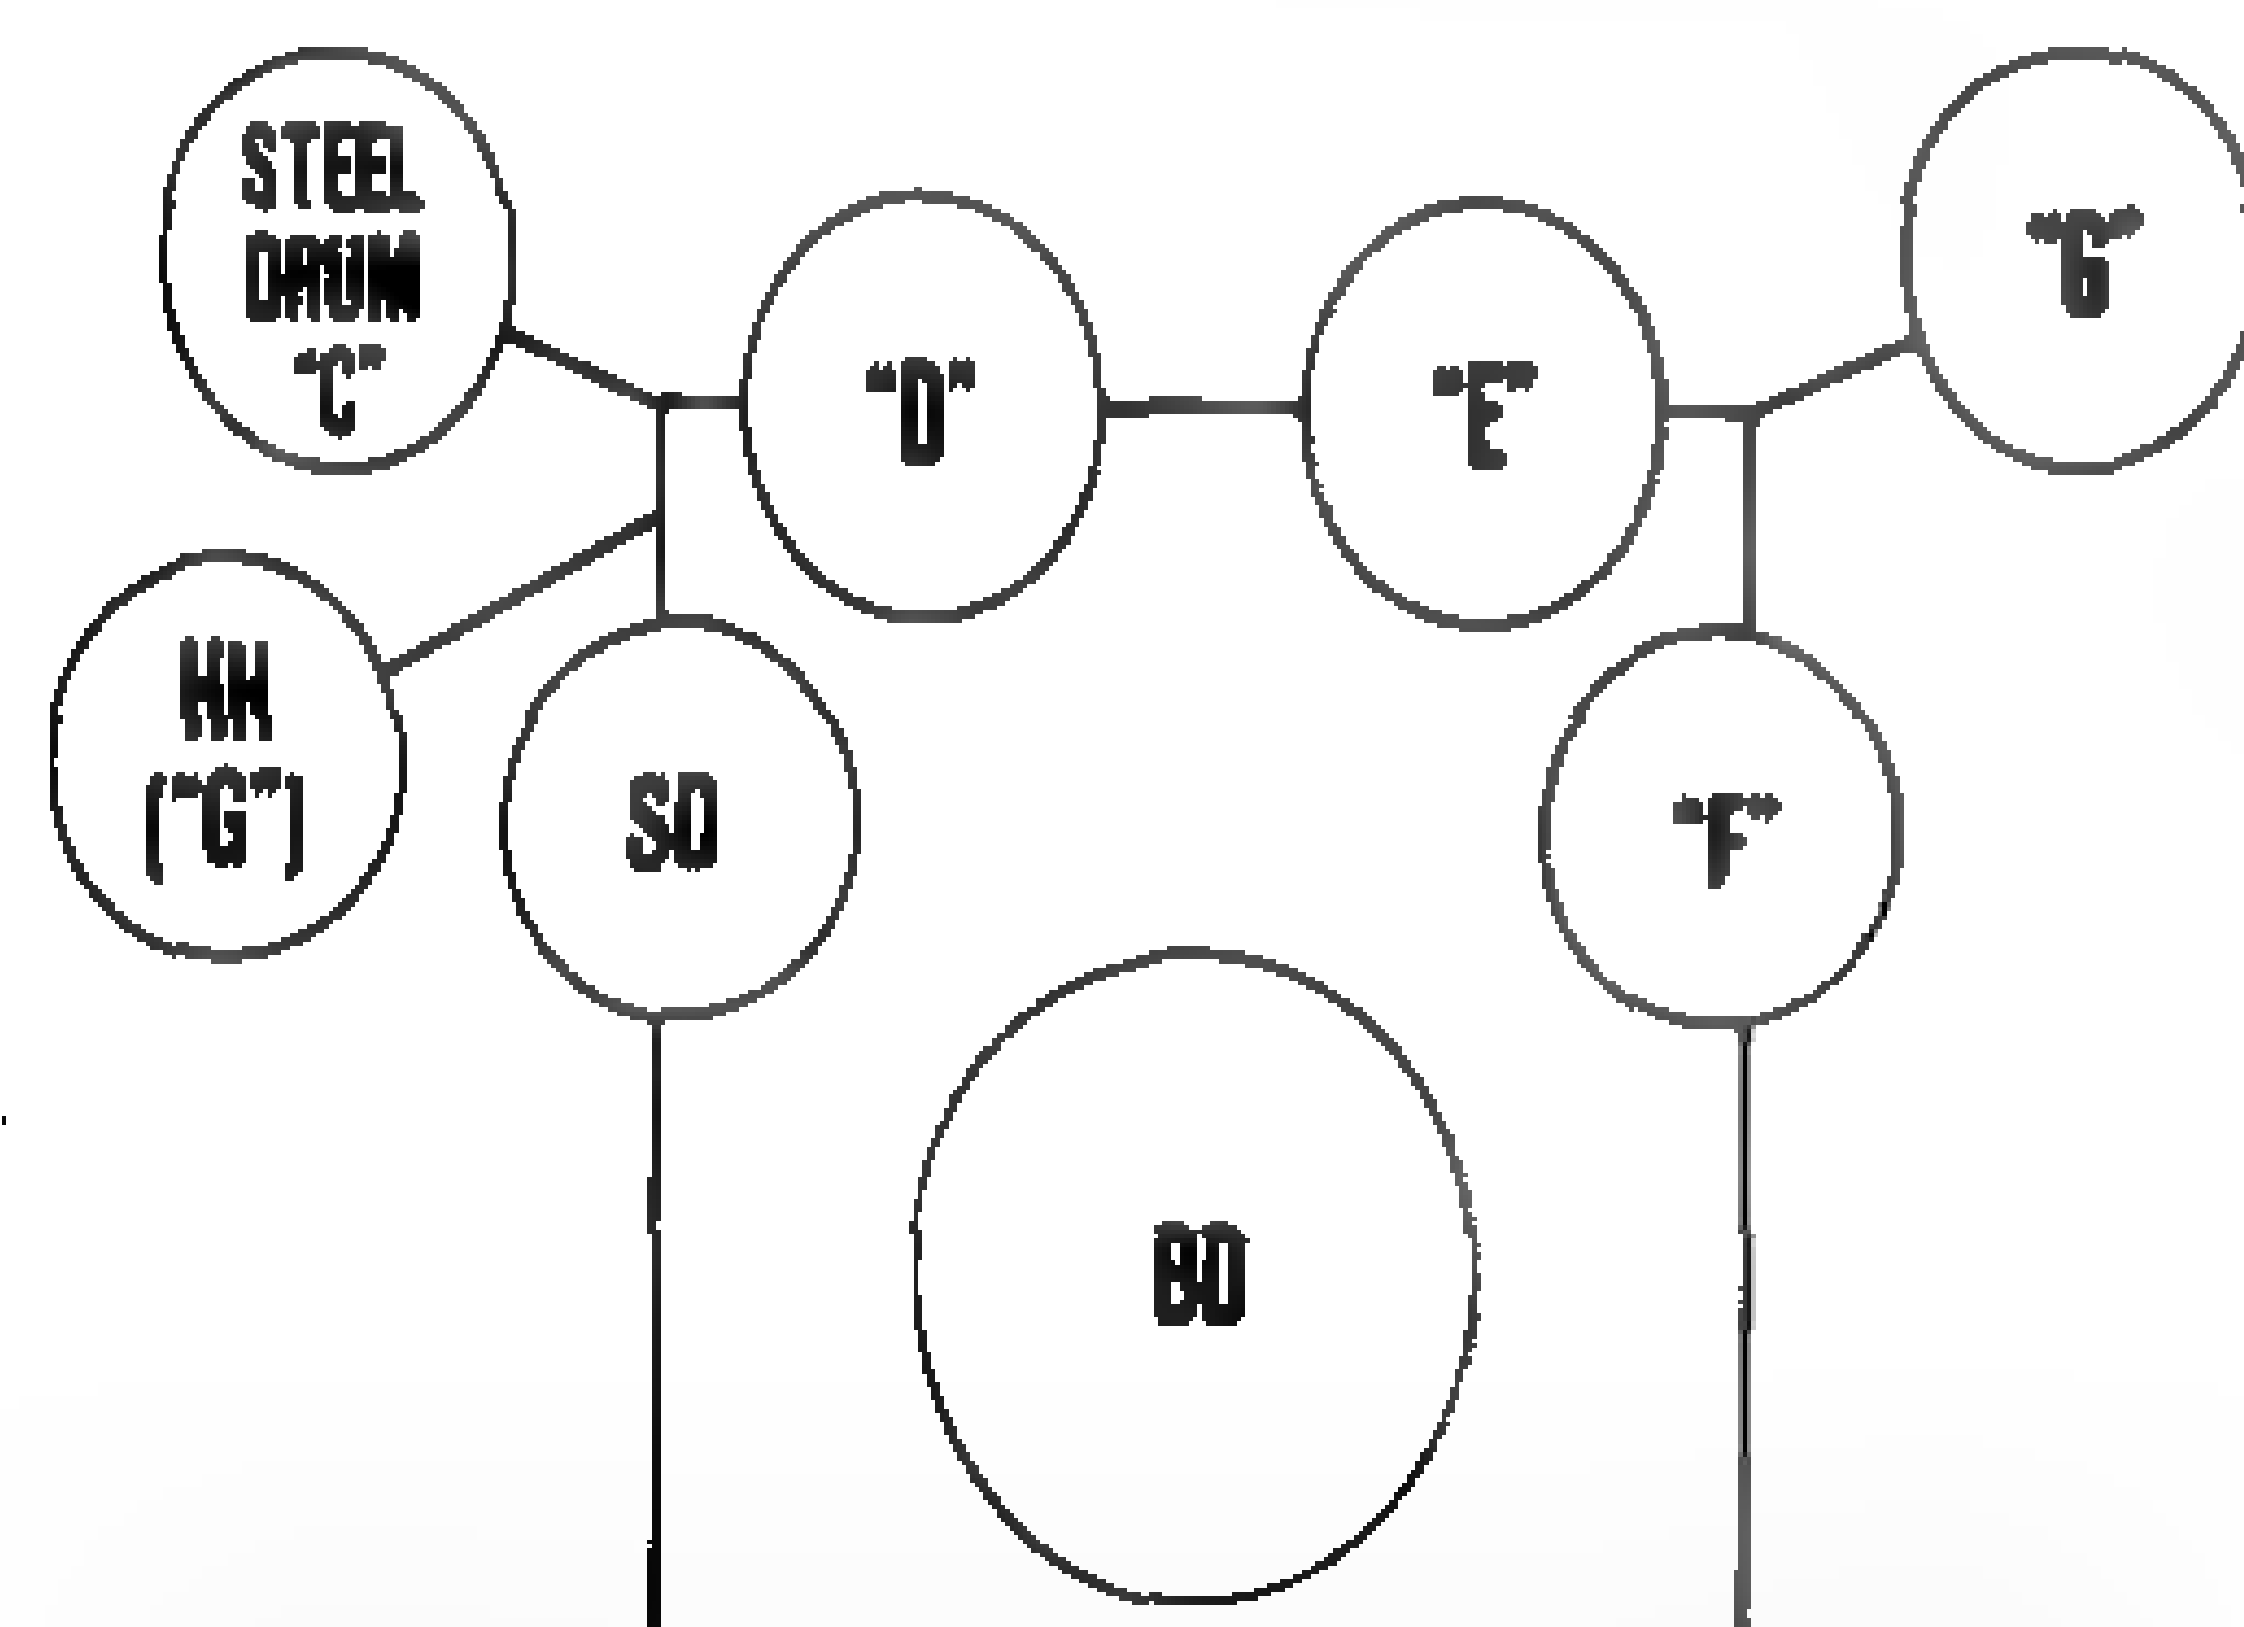 STEEL
DRUM
“C”
“D”
“E”
“G”
HH
(“G”)
SD
“F”
BD